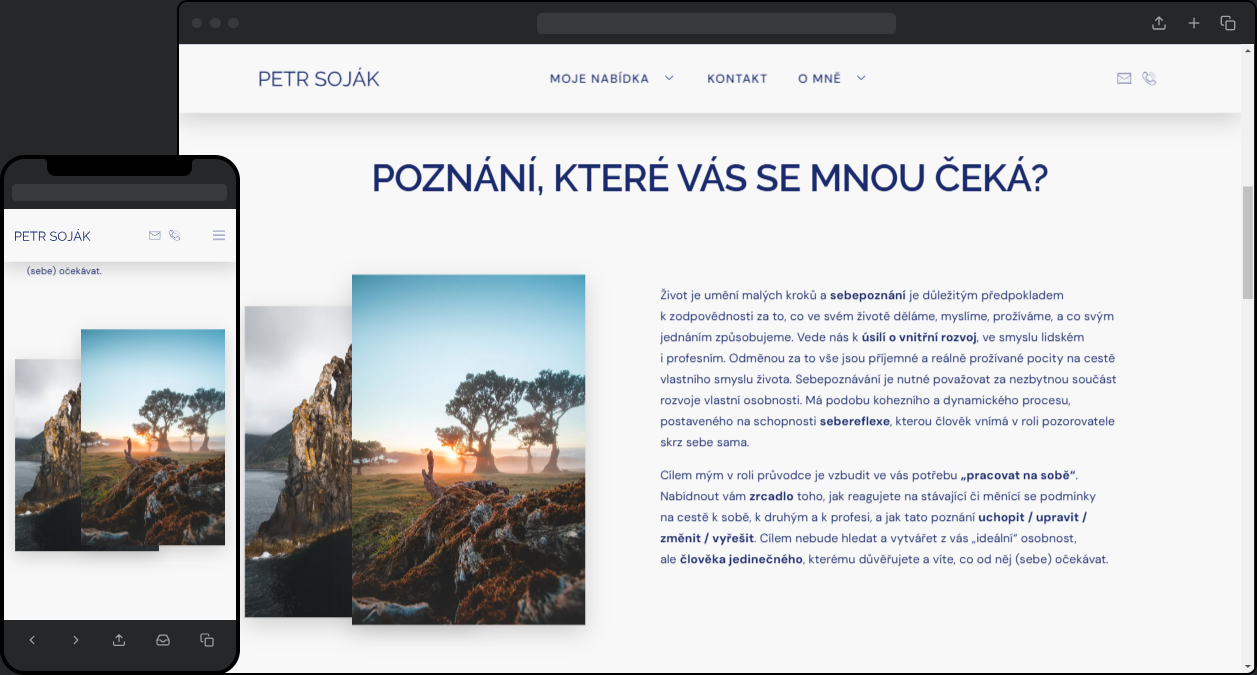 PETR SOJÁK
MOJE NABÍDKA
KONTAKT
O MNĚ
POZNÁNÍ, KTERÉ VÁS SE MNOU ČEKÁ?
Život je umění malých kroků a sebepoznání je důležitým předpokladem
k zodpovědnosti za to, co ve svém životě děláme, myslíme, prožíváme, a co svým
jednáním způsobujeme. Vede nás k úsilí o vnitřní rozvoj, ve smyslu lidském
i profesním. Odměnou za to vše jsou příjemné a reálně prožívané pocity na cestě
vlastního smyslu života. Sebepoznávání je nutné považovat za nezbytnou součást
rozvoje vlastní osobnosti. Má podobu kohezního a dynamického procesu,
postaveného na schopnosti sebereflexe, kterou člověk vnímá v roli pozorovatele
skrz sebe sama.
Cílem mým v roli průvodce je vzbudit ve vás potřebu „pracovat na sobě“.
Nabídnout vám zrcadlo toho, jak reagujete na stávající či měnící se podmínky
na cestě k sobě, k druhým a k profesi, a jak tato poznání uchopit / upravit /
změnit / vyřešit. Cílem nebude hledat a vytvářet z vás „ideální“ osobnost,
ale člověka jedinečného, kterému důvěřujete a víte, co od něj (sebe) očekávat.
PETR SOJÁK
(sebe) očekávat.